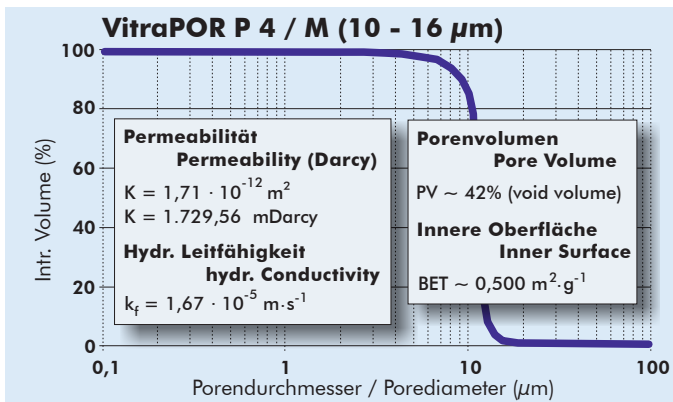 VitraPOR P 4 / M (10 - 16 µm)
100
80
60
40
20
0
Intr. Volume (%)
Permeabilität
Permeability (Darcy)
K = 1,71 · 10⁻¹² m²
K = 1.729,56 mDarcy
Hydr. Leitfähigkeit
hydr. Conductivity
k_f = 1,67 · 10⁻⁵ m·s⁻¹
Porenvolumen
Pore Volume
PV ~ 42% (void volume)
Innere Oberfläche
Inner Surface
BET ~ 0,500 m²·g⁻¹
0,1 1 10 100
Porendurchmesser / Porediameter (µm)